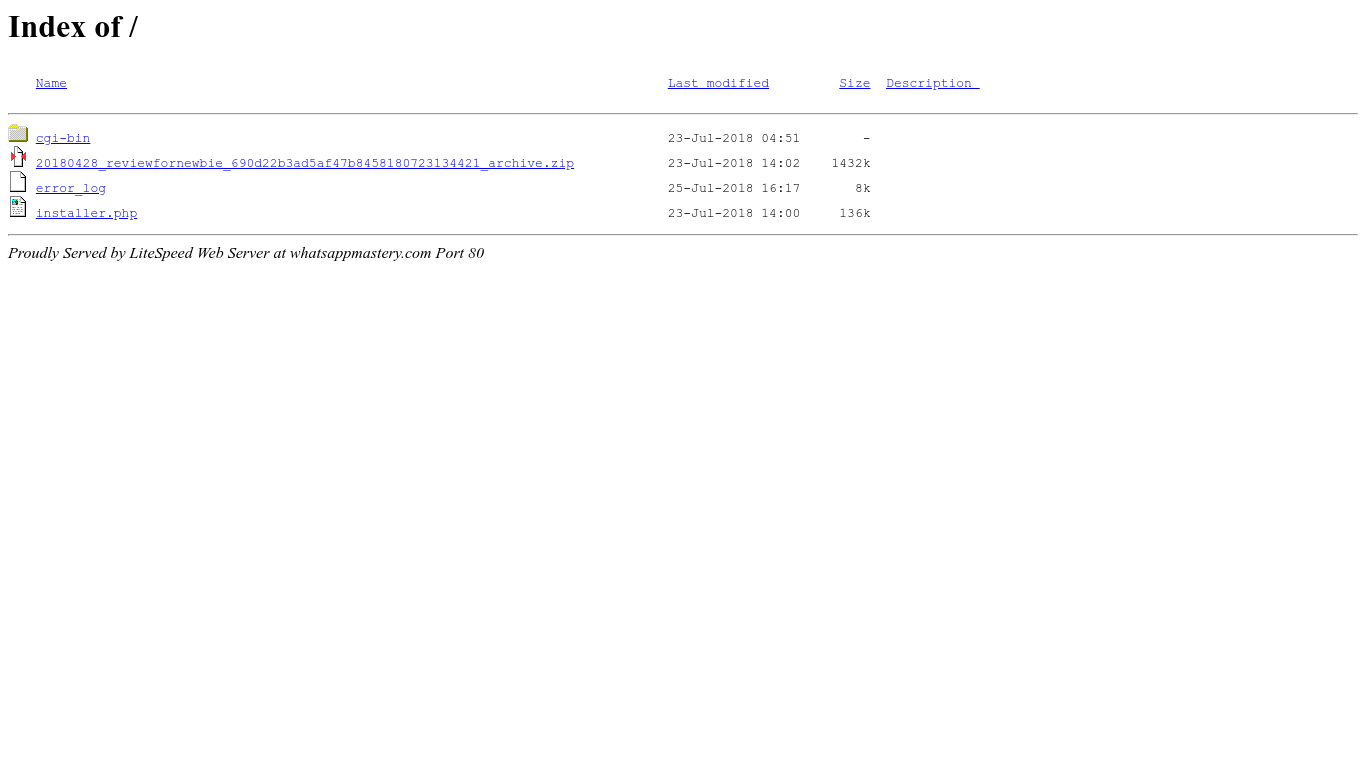 Index of /
Name Last modified Size Description
cgi-bin 23-Jul-2018 04:51 -
20180428_reviewfornewbie_690d22b3ad5af47b8458180723134421_archive.zip 23-Jul-2018 14:02 1432k
error_log 25-Jul-2018 16:17 8k
installer.php 23-Jul-2018 14:00 136k
Proudly Served by LiteSpeed Web Server at whatsappmastery.com Port 80